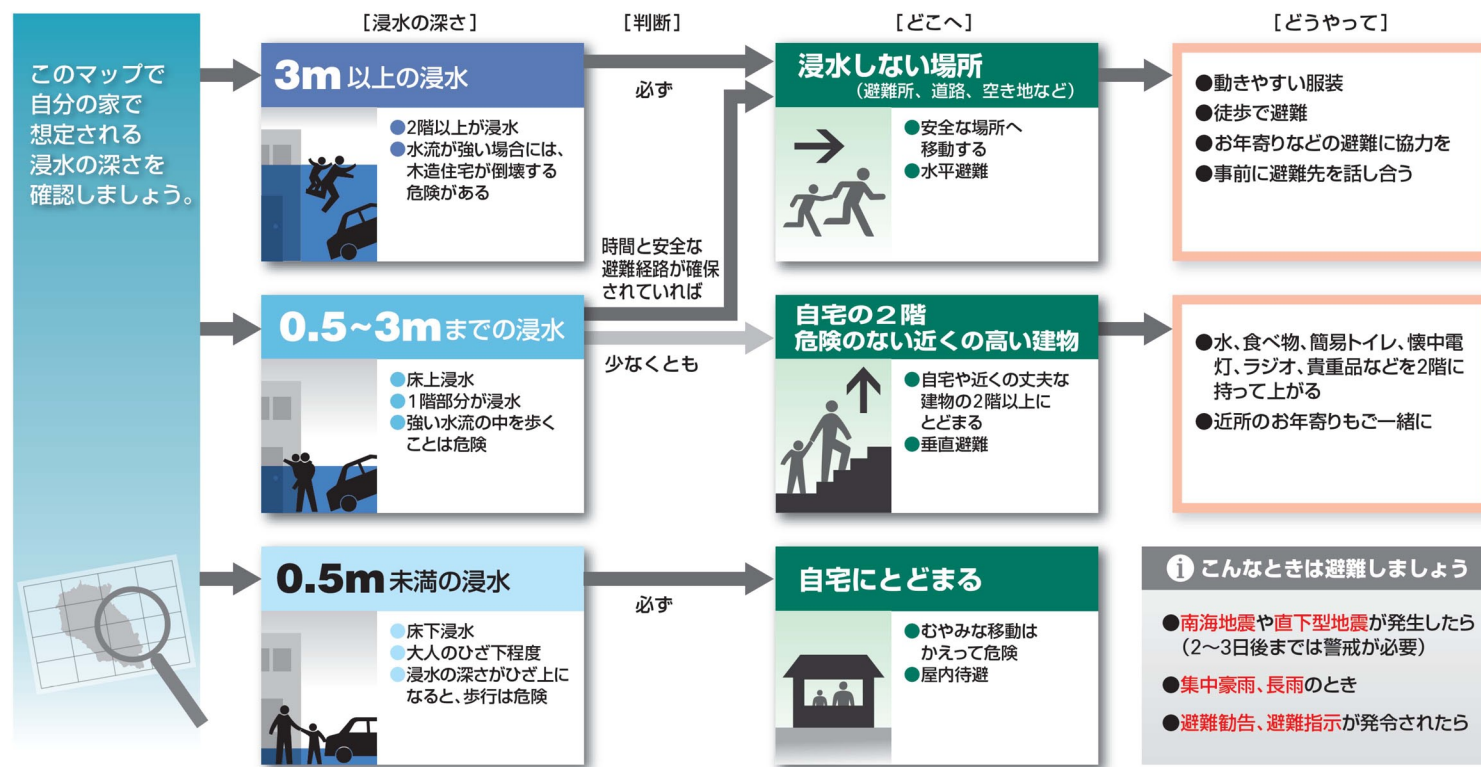 [浸水の深さ]
[判断]
[どこへ]
[どうやって]
このマップで
自分の家で
想定される
浸水の深さを
確認しましょう。
3m以上の浸水
●2階以上が浸水
●水流が強い場合には、
木造住宅が倒壊する
危険がある
必ず
浸水しない場所
(避難所、道路、空き地など)
●安全な場所へ
移動する
●水平避難
●動きやすい服装
●徒歩で避難
●お年寄りなどの避難に協力を
●事前に避難先を話し合う
0.5~3mまでの浸水
●床上浸水
●1階部分が浸水
●強い水流の中を歩く
ことは危険
時間と安全な
避難経路が確保
されていれば
少なくとも
自宅の2階
危険のない近くの高い建物
●自宅や近くの丈夫な
建物の2階以上に
とどまる
●垂直避難
●水、食べ物、簡易トイレ、懐中電
灯、ラジオ、貴重品などを2階に
持って上がる
●近所のお年寄りもご一緒に
0.5m未満の浸水
●床下浸水
●大人のひざ下程度
●浸水の深さがひざ上に
なると、歩行は危険
必ず
自宅にとどまる
●むやみな移動は
かえって危険
●屋内待避
i こんなときは避難しましょう
●南海地震や直下型地震が発生したら
(2〜3日後までは警戒が必要)
●集中豪雨、長雨のとき
●避難勧告、避難指示が発令されたら